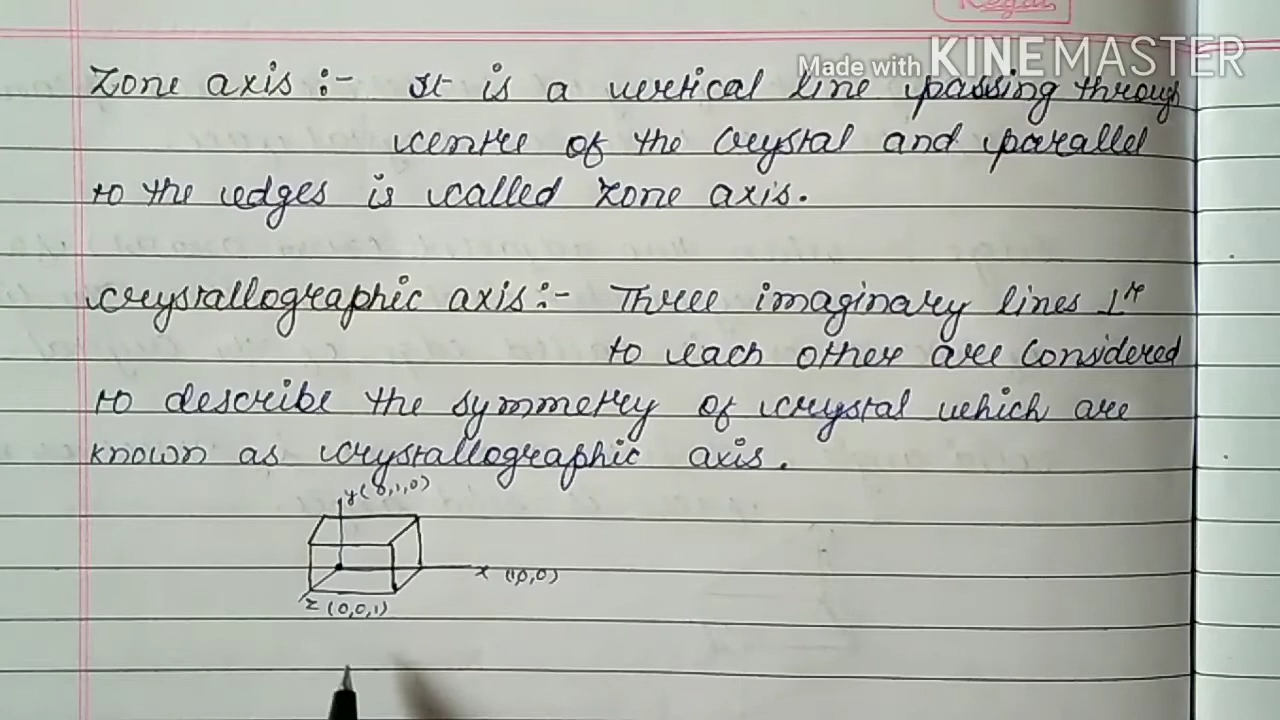 Regal
Made with KINEMASTER
Zone axis :- It is a vertical line passing through
centre of the crystal and parallel
to the edges is called zone axis.
Crystallographic axis :- Three imaginary lines ⊥r
to each other are considered
to describe the symmetry of crystal which are
known as crystallographic axis.
y(0,1,0)
x (1,0,0)
z (0,0,1)